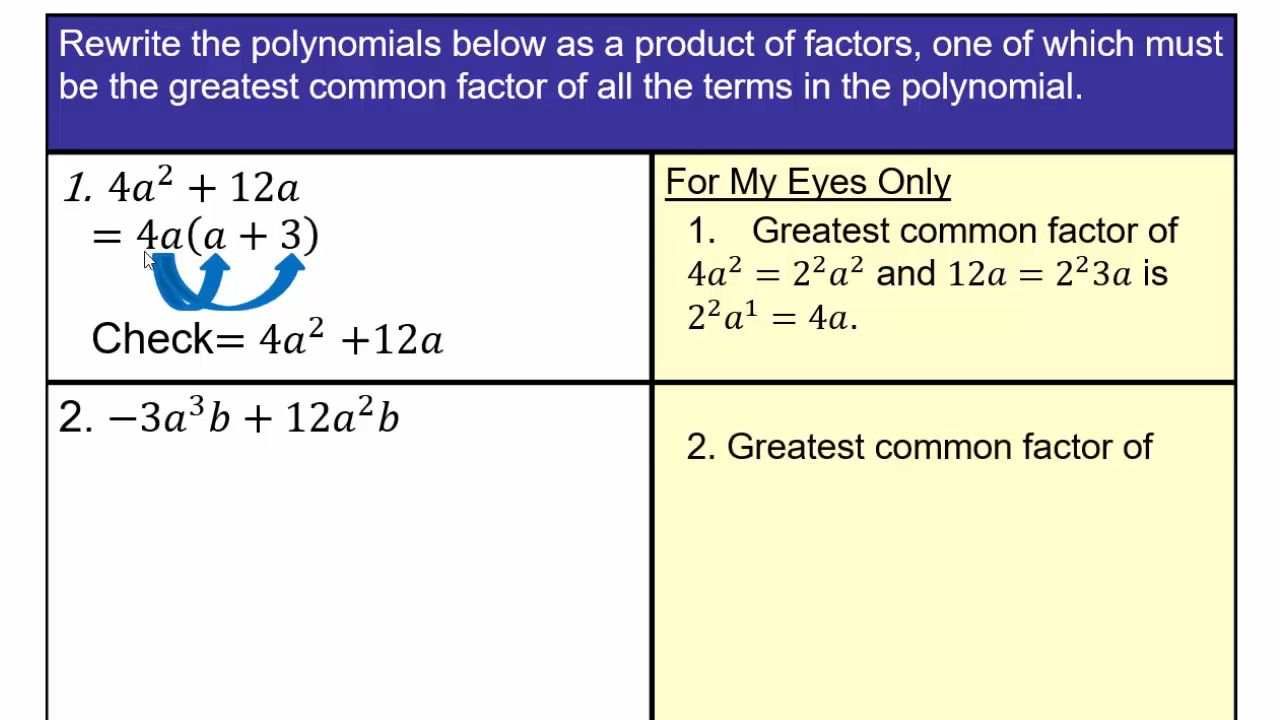 Rewrite the polynomials below as a product of factors, one of which must
be the greatest common factor of all the terms in the polynomial.
1. 4a² + 12a
= 4a(a + 3)
Check= 4a² +12a
For My Eyes Only
1. Greatest common factor of
4a² = 2²a² and 12a = 2²3a is
2²a¹ = 4a.
2. −3a³b + 12a²b
2. Greatest common factor of